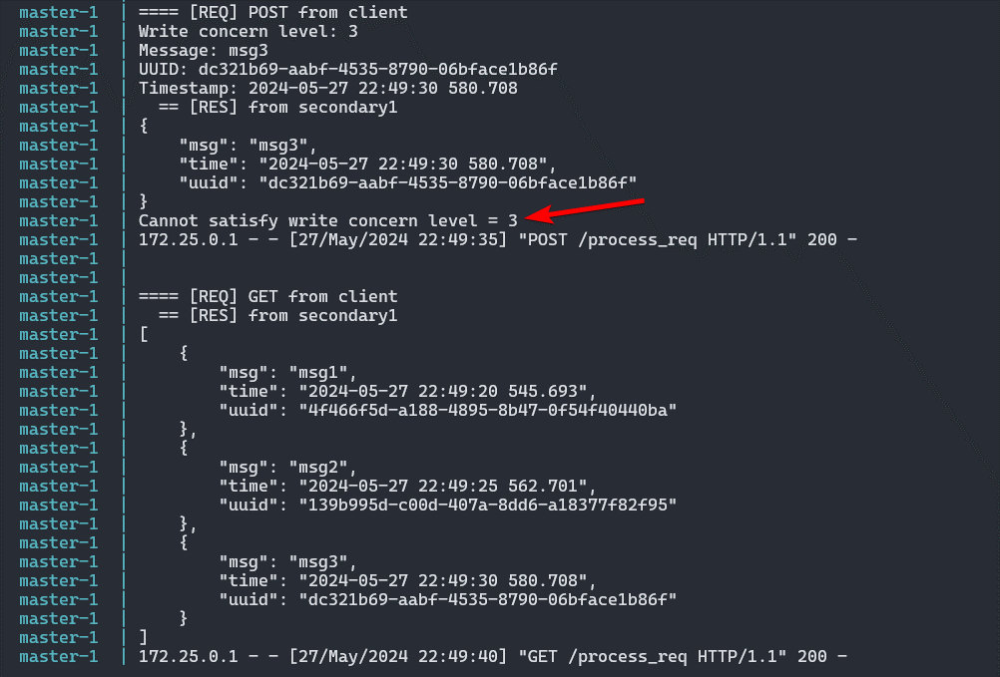 master-1  | ==== [REQ] POST from client
master-1  | Write concern level: 3
master-1  | Message: msg3
master-1  | UUID: dc321b69-aabf-4535-8790-06bface1b86f
master-1  | Timestamp: 2024-05-27 22:49:30 580.708
master-1  |   == [RES] from secondary1
master-1  | {
master-1  |     "msg": "msg3",
master-1  |     "time": "2024-05-27 22:49:30 580.708",
master-1  |     "uuid": "dc321b69-aabf-4535-8790-06bface1b86f"
master-1  | }
master-1  | Cannot satisfy write concern level = 3
master-1  | 172.25.0.1 - - [27/May/2024 22:49:35] "POST /process_req HTTP/1.1" 200 -
master-1  |
master-1  |
master-1  | ==== [REQ] GET from client
master-1  |   == [RES] from secondary1
master-1  | [
master-1  |     {
master-1  |         "msg": "msg1",
master-1  |         "time": "2024-05-27 22:49:20 545.693",
master-1  |         "uuid": "4f466f5d-a188-4895-8b47-0f54f40440ba"
master-1  |     },
master-1  |     {
master-1  |         "msg": "msg2",
master-1  |         "time": "2024-05-27 22:49:25 562.701",
master-1  |         "uuid": "139b995d-c00d-407a-8dd6-a18377f82f95"
master-1  |     },
master-1  |     {
master-1  |         "msg": "msg3",
master-1  |         "time": "2024-05-27 22:49:30 580.708",
master-1  |         "uuid": "dc321b69-aabf-4535-8790-06bface1b86f"
master-1  |     }
master-1  | ]
master-1  | 172.25.0.1 - - [27/May/2024 22:49:40] "GET /process_req HTTP/1.1" 200 -